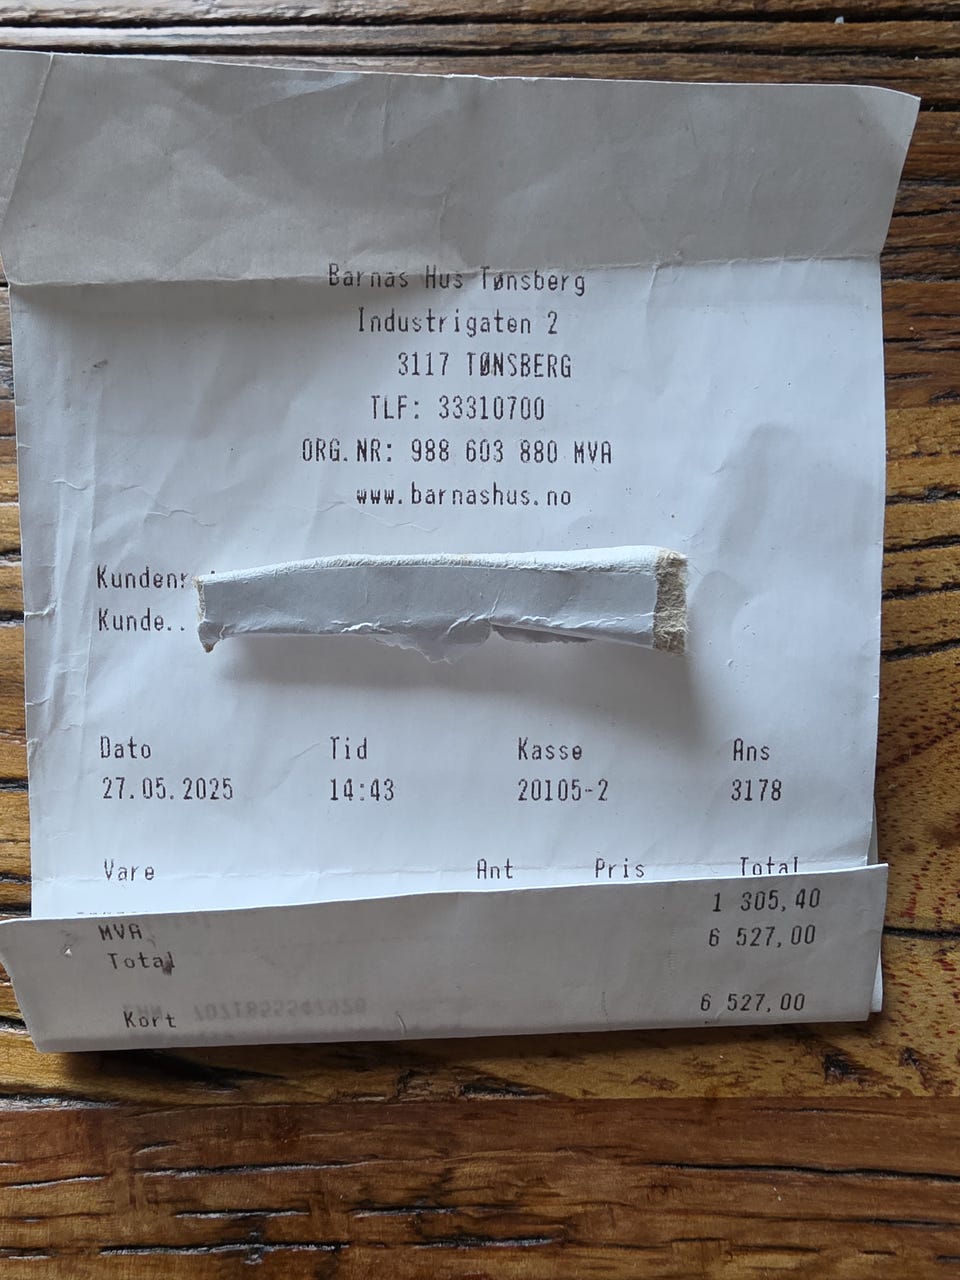 Barnas Hus Tønsberg
Industrigaten 2
3117 TØNSBERG
TLF: 33310700
ORG.NR: 988 603 880 MVA
www.barnashus.no
Kundenr
Kunde..
Dato Tid Kasse Ans
27.05.2025 14:43 20105-2 3178
Vare Ant Pris Total
MVA 1 305,40
Total 6 527,00
Kort 6 527,00